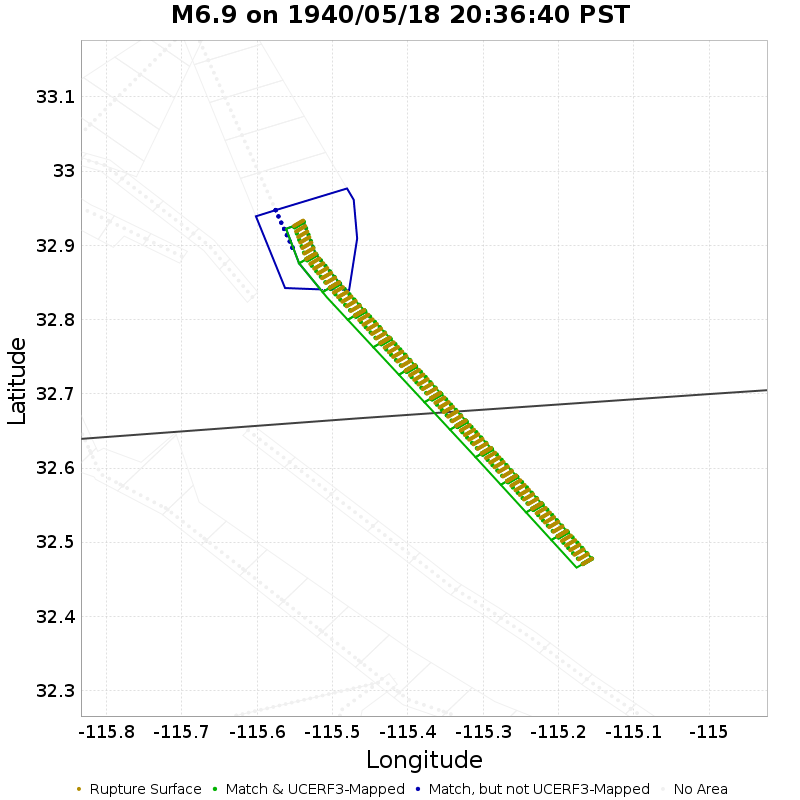 M6.9 on 1940/05/18 20:36:40 PST
33.1
33
32.9
32.8
32.7
32.6
32.5
32.4
32.3
Latitude
-115.8 -115.7 -115.6 -115.5 -115.4 -115.3 -115.2 -115.1 -115
Longitude
Rupture Surface Match & UCERF3-Mapped Match, but not UCERF3-Mapped No Area